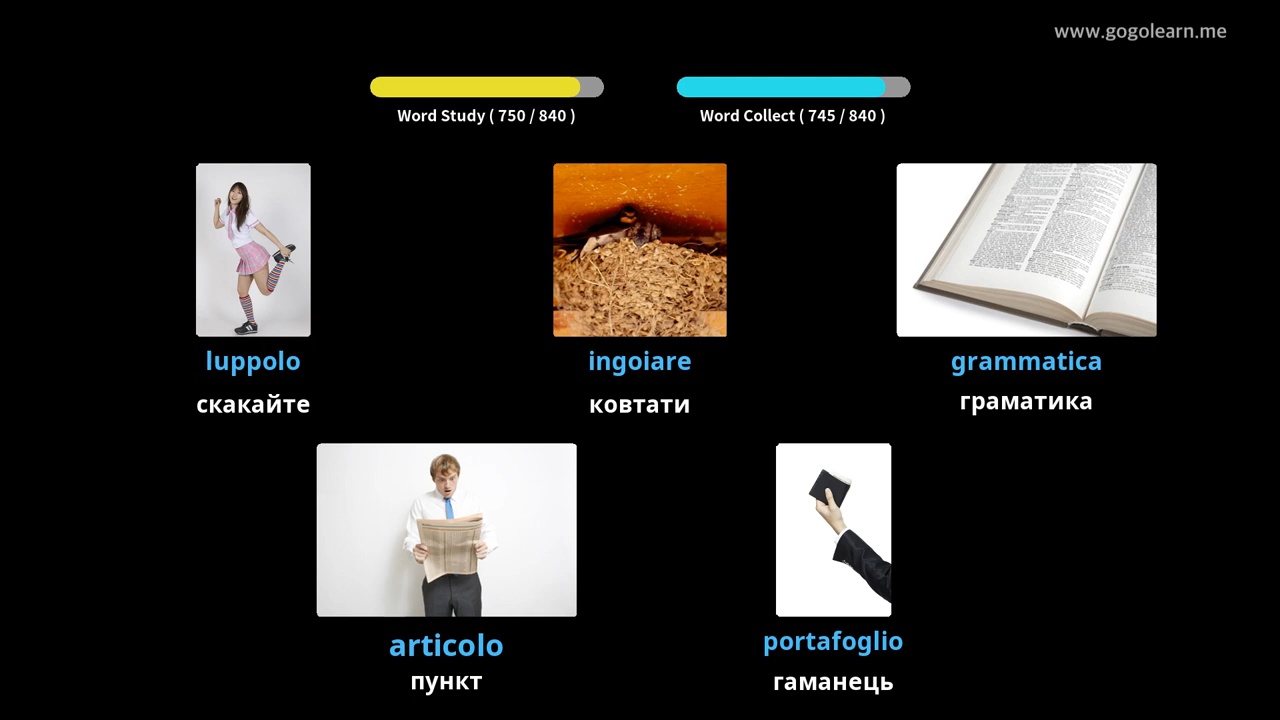 www.gogolearn.me
Word Study ( 750 / 840 )
Word Collect ( 745 / 840 )
luppolo
ingoiare
grammatica
скакайте
ковтати
граматика
articolo
portafoglio
пункт
гаманець